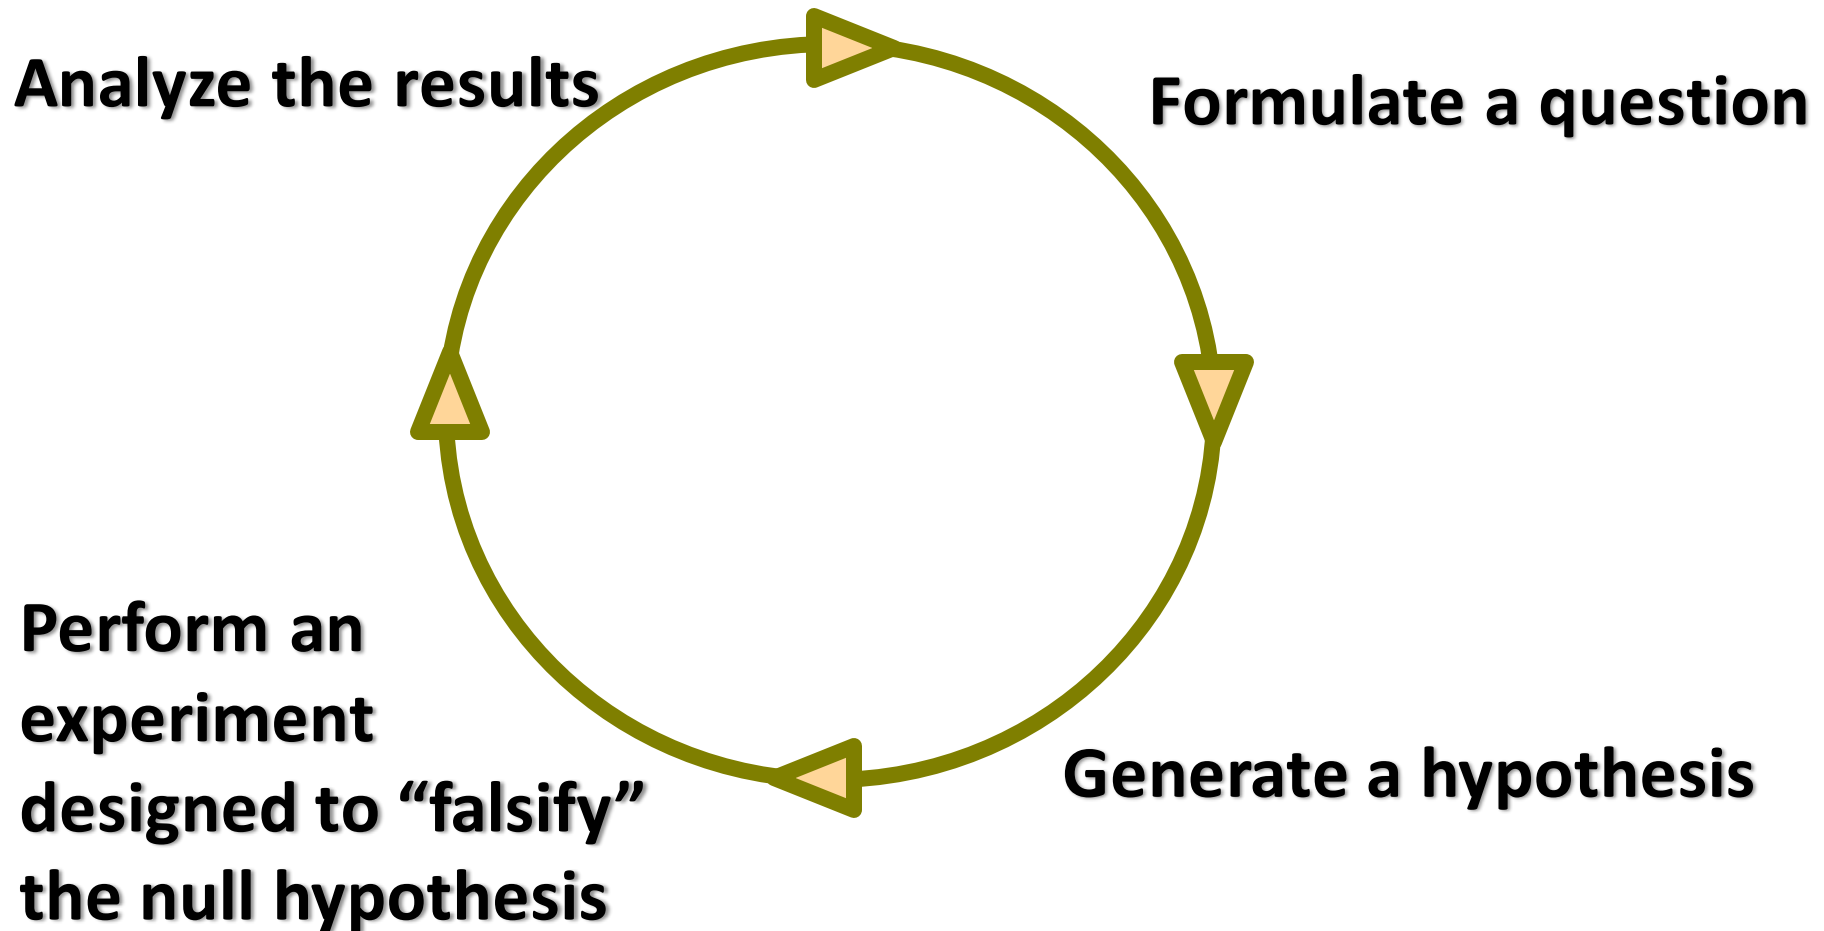 Analyze the results
Formulate a question
Perform an
experiment
designed to “falsify”
the null hypothesis
Generate a hypothesis